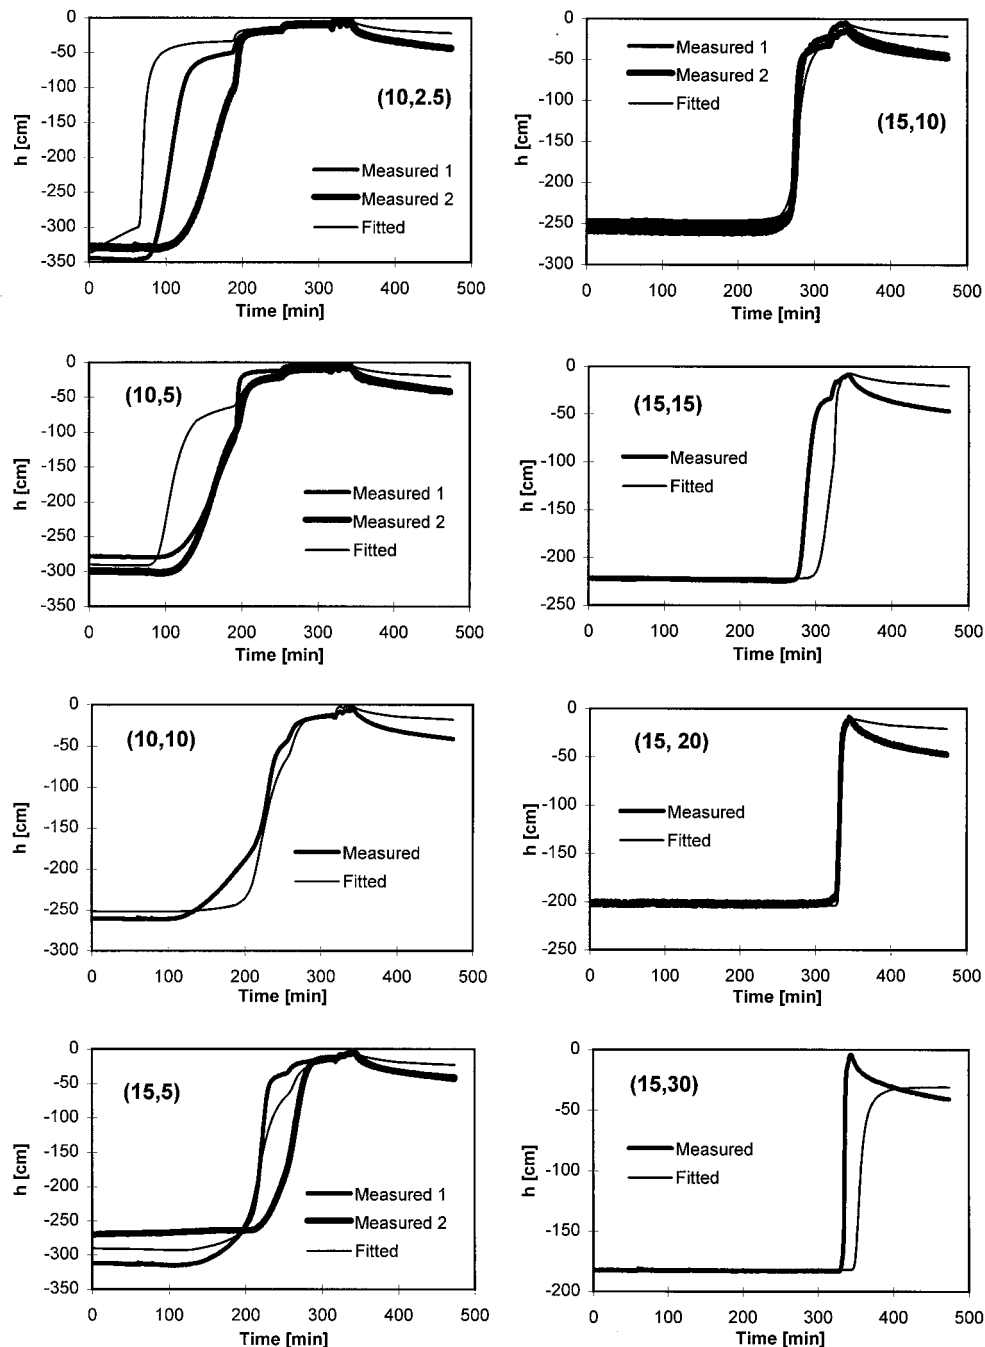 0
-50
-100
-150
-200
-250
-300
-350
h [cm]
(10,2.5)
Measured 1
Measured 2
Fitted
0 100 200 300 400 500
Time [min]
0
-50
-100
-150
-200
-250
-300
h [cm]
Measured 1
Measured 2
Fitted
(15,10)
0 100 200 300 400 500
Time [min]
0
-50
-100
-150
-200
-250
-300
-350
h [cm]
(10,5)
Measured 1
Measured 2
Fitted
0 100 200 300 400 500
Time [min]
0
-50
-100
-150
-200
-250
h [cm]
(15,15)
Measured
Fitted
0 100 200 300 400 500
Time [min]
0
-50
-100
-150
-200
-250
-300
h [cm]
(10,10)
Measured
Fitted
0 100 200 300 400 500
Time [min]
0
-50
-100
-150
-200
-250
h [cm]
(15, 20)
Measured
Fitted
0 100 200 300 400 500
Time [min]
0
-50
-100
-150
-200
-250
-300
-350
h [cm]
(15,5)
Measured 1
Measured 2
Fitted
0 100 200 300 400 500
Time [min]
0
-50
-100
-150
-200
h [cm]
(15,30)
Measured
Fitted
0 100 200 300 400 500
Time [min]